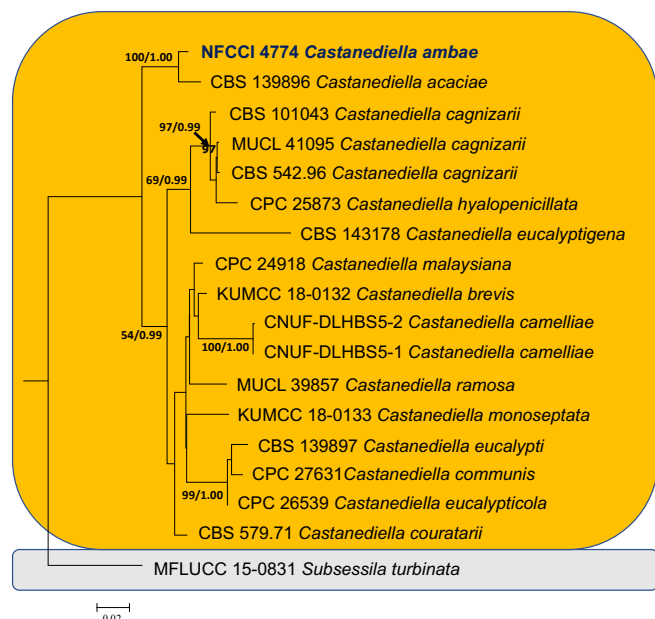 NFCCI 4774 Castanediella ambae
100/1.00
CBS 139896 Castanediella acaciae
CBS 101043 Castanediella cagnizarii
97/0.99
MUCL 41095 Castanediella cagnizarii
97
CBS 542.96 Castanediella cagnizarii
69/0.99
CPC 25873 Castanediella hyalopenicillata
CBS 143178 Castanediella eucalyptigena
CPC 24918 Castanediella malaysiana
KUMCC 18-0132 Castanediella brevis
CNUF-DLHBS5-2 Castanediella camelliae
54/0.99
CNUF-DLHBS5-1 Castanediella camelliae
100/1.00
MUCL 39857 Castanediella ramosa
KUMCC 18-0133 Castanediella monoseptata
CBS 139897 Castanediella eucalypti
CPC 27631Castanediella communis
99/1.00
CPC 26539 Castanediella eucalypticola
CBS 579.71 Castanediella couratarii
MFLUCC 15-0831 Subsessila turbinata
0.02